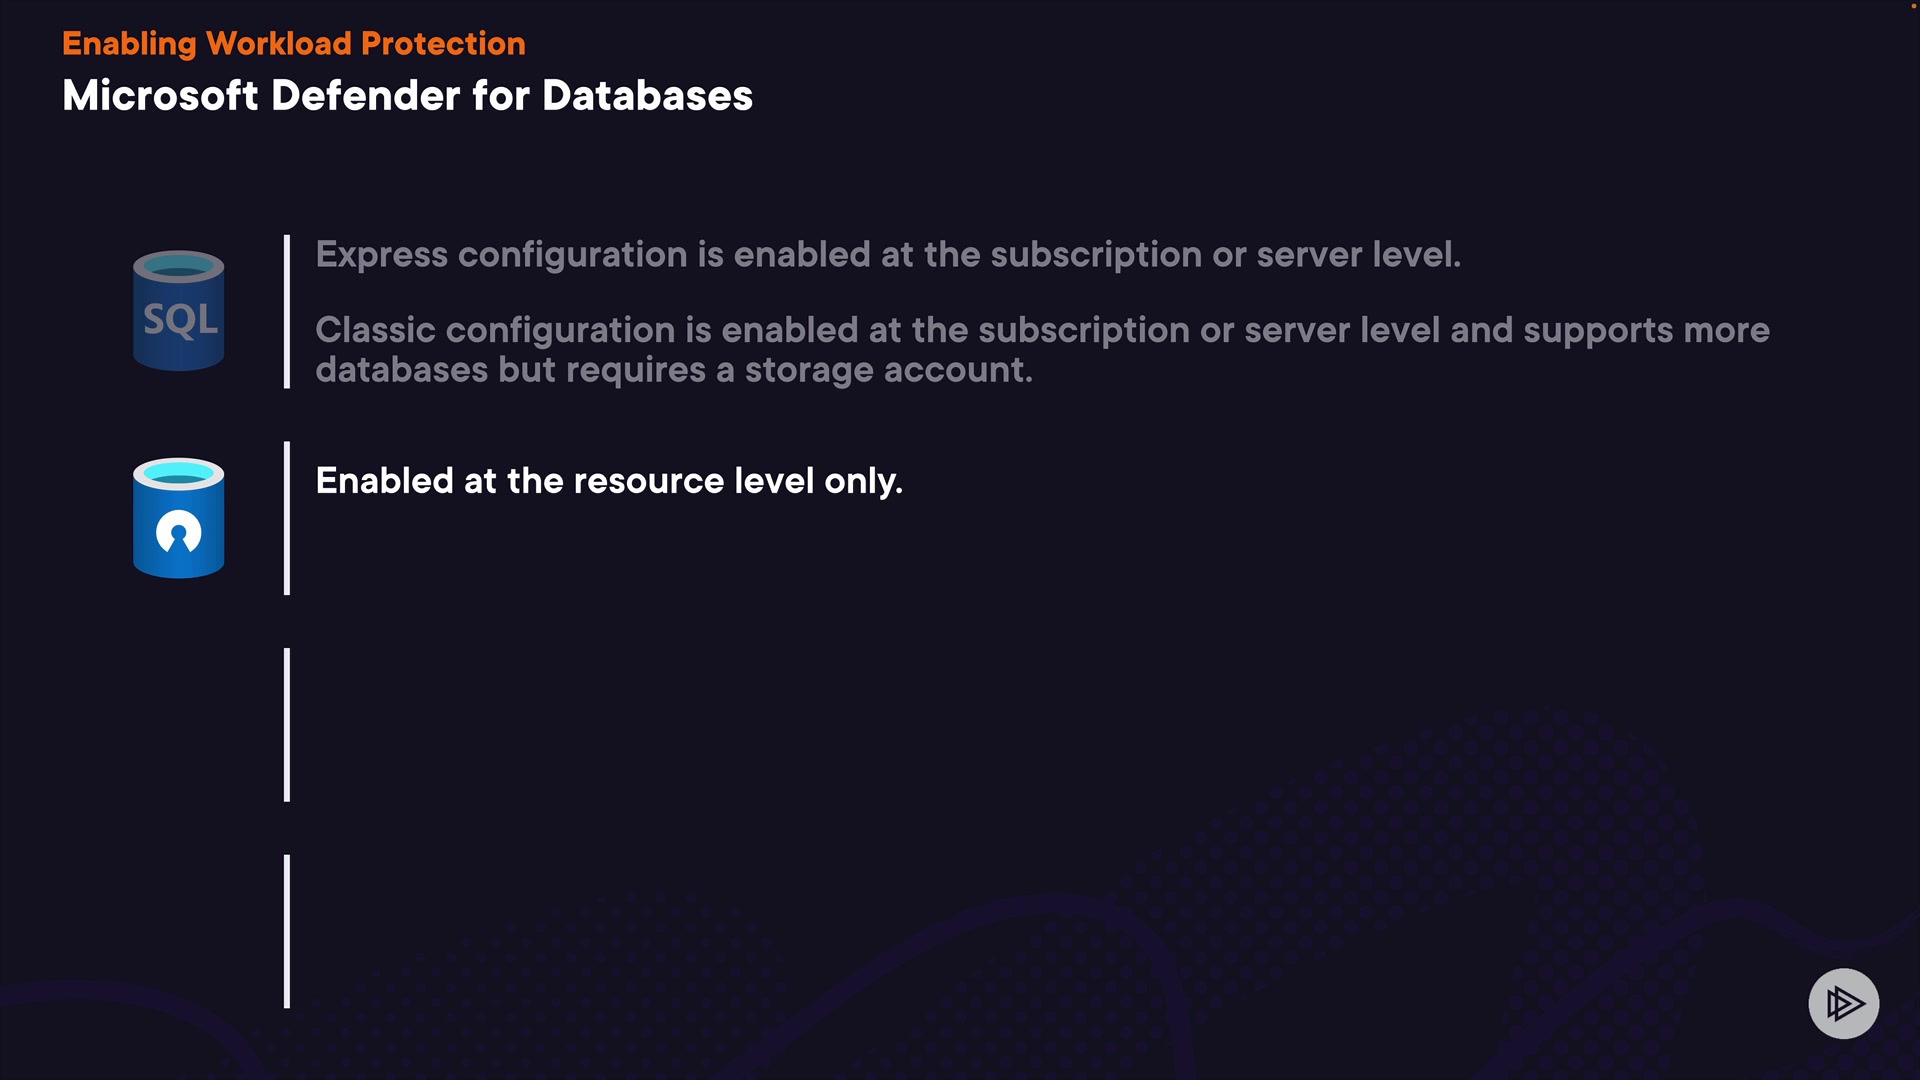 Enabling Workload Protection
Microsoft Defender for Databases
SQL
Express configuration is enabled at the subscription or server level.
Classic configuration is enabled at the subscription or server level and supports more
databases but requires a storage account.
Enabled at the resource level only.